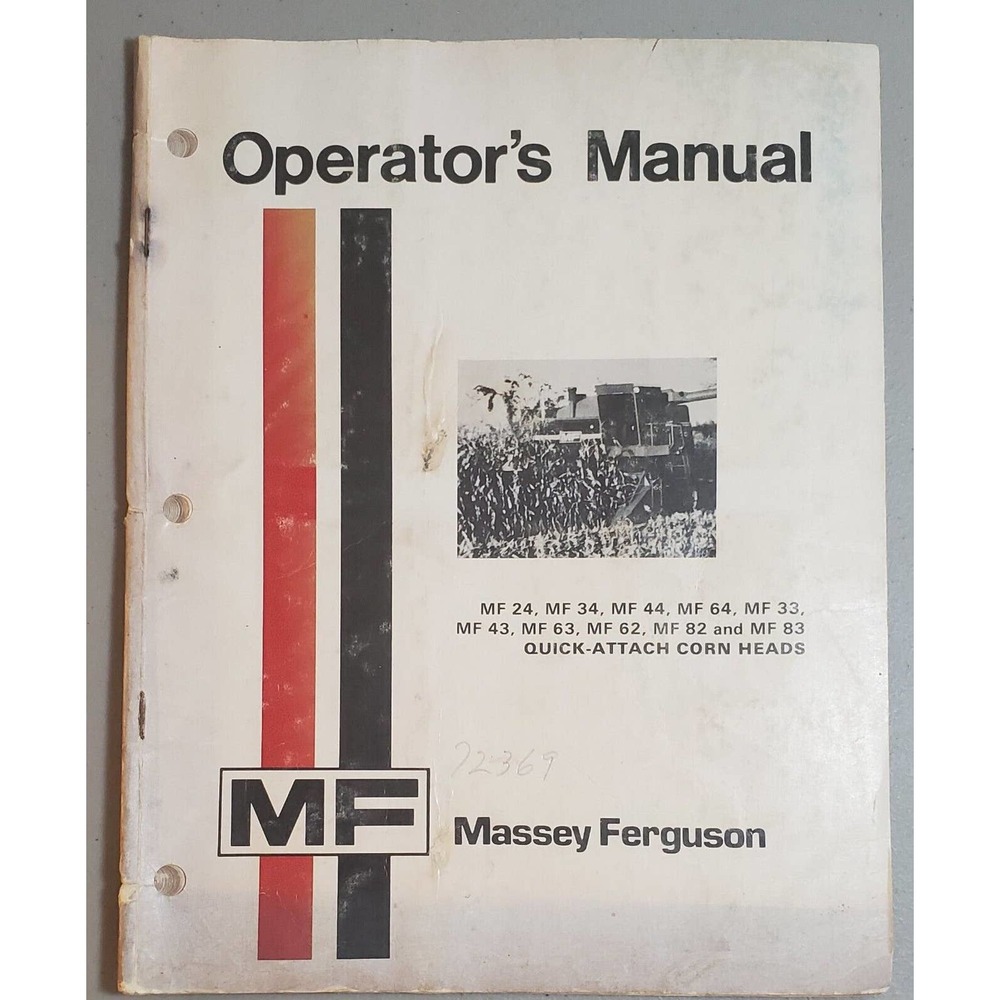 Operator's Manual
MF 24, MF 34, MF 44, MF 64, MF 33,
MF 43, MF 63, MF 62, MF 82 and MF 83
QUICK-ATTACH CORN HEADS
72369
MF
Massey Ferguson